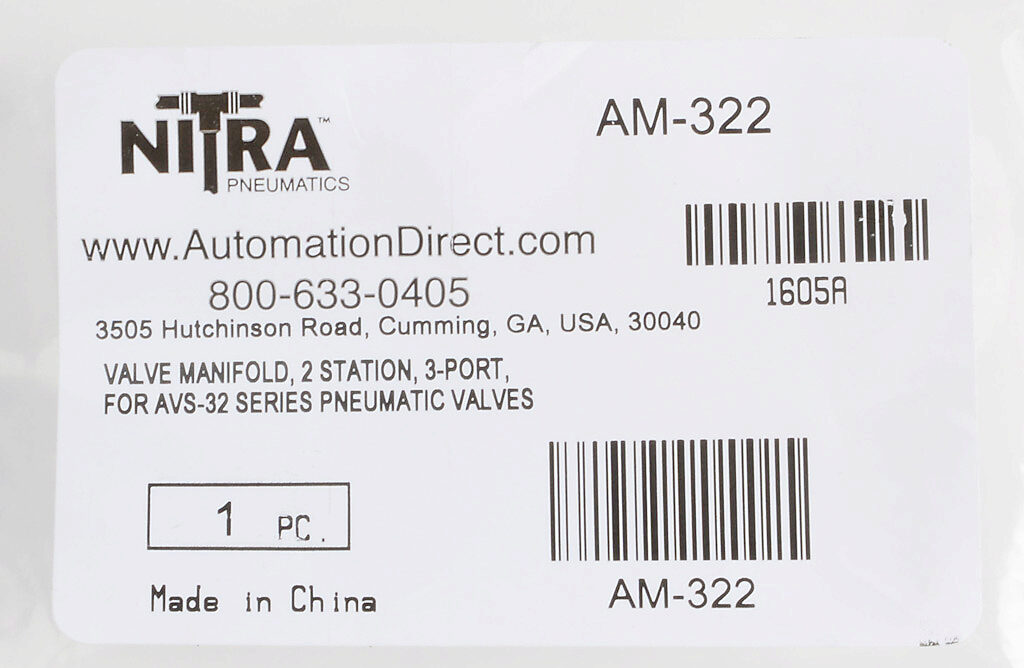 NITRA™
PNEUMATICS
AM-322
www.AutomationDirect.com
800-633-0405
3505 Hutchinson Road, Cumming, GA, USA, 30040
1605A
VALVE MANIFOLD, 2 STATION, 3-PORT,
FOR AVS-32 SERIES PNEUMATIC VALVES
1 PC.
Made in China
AM-322